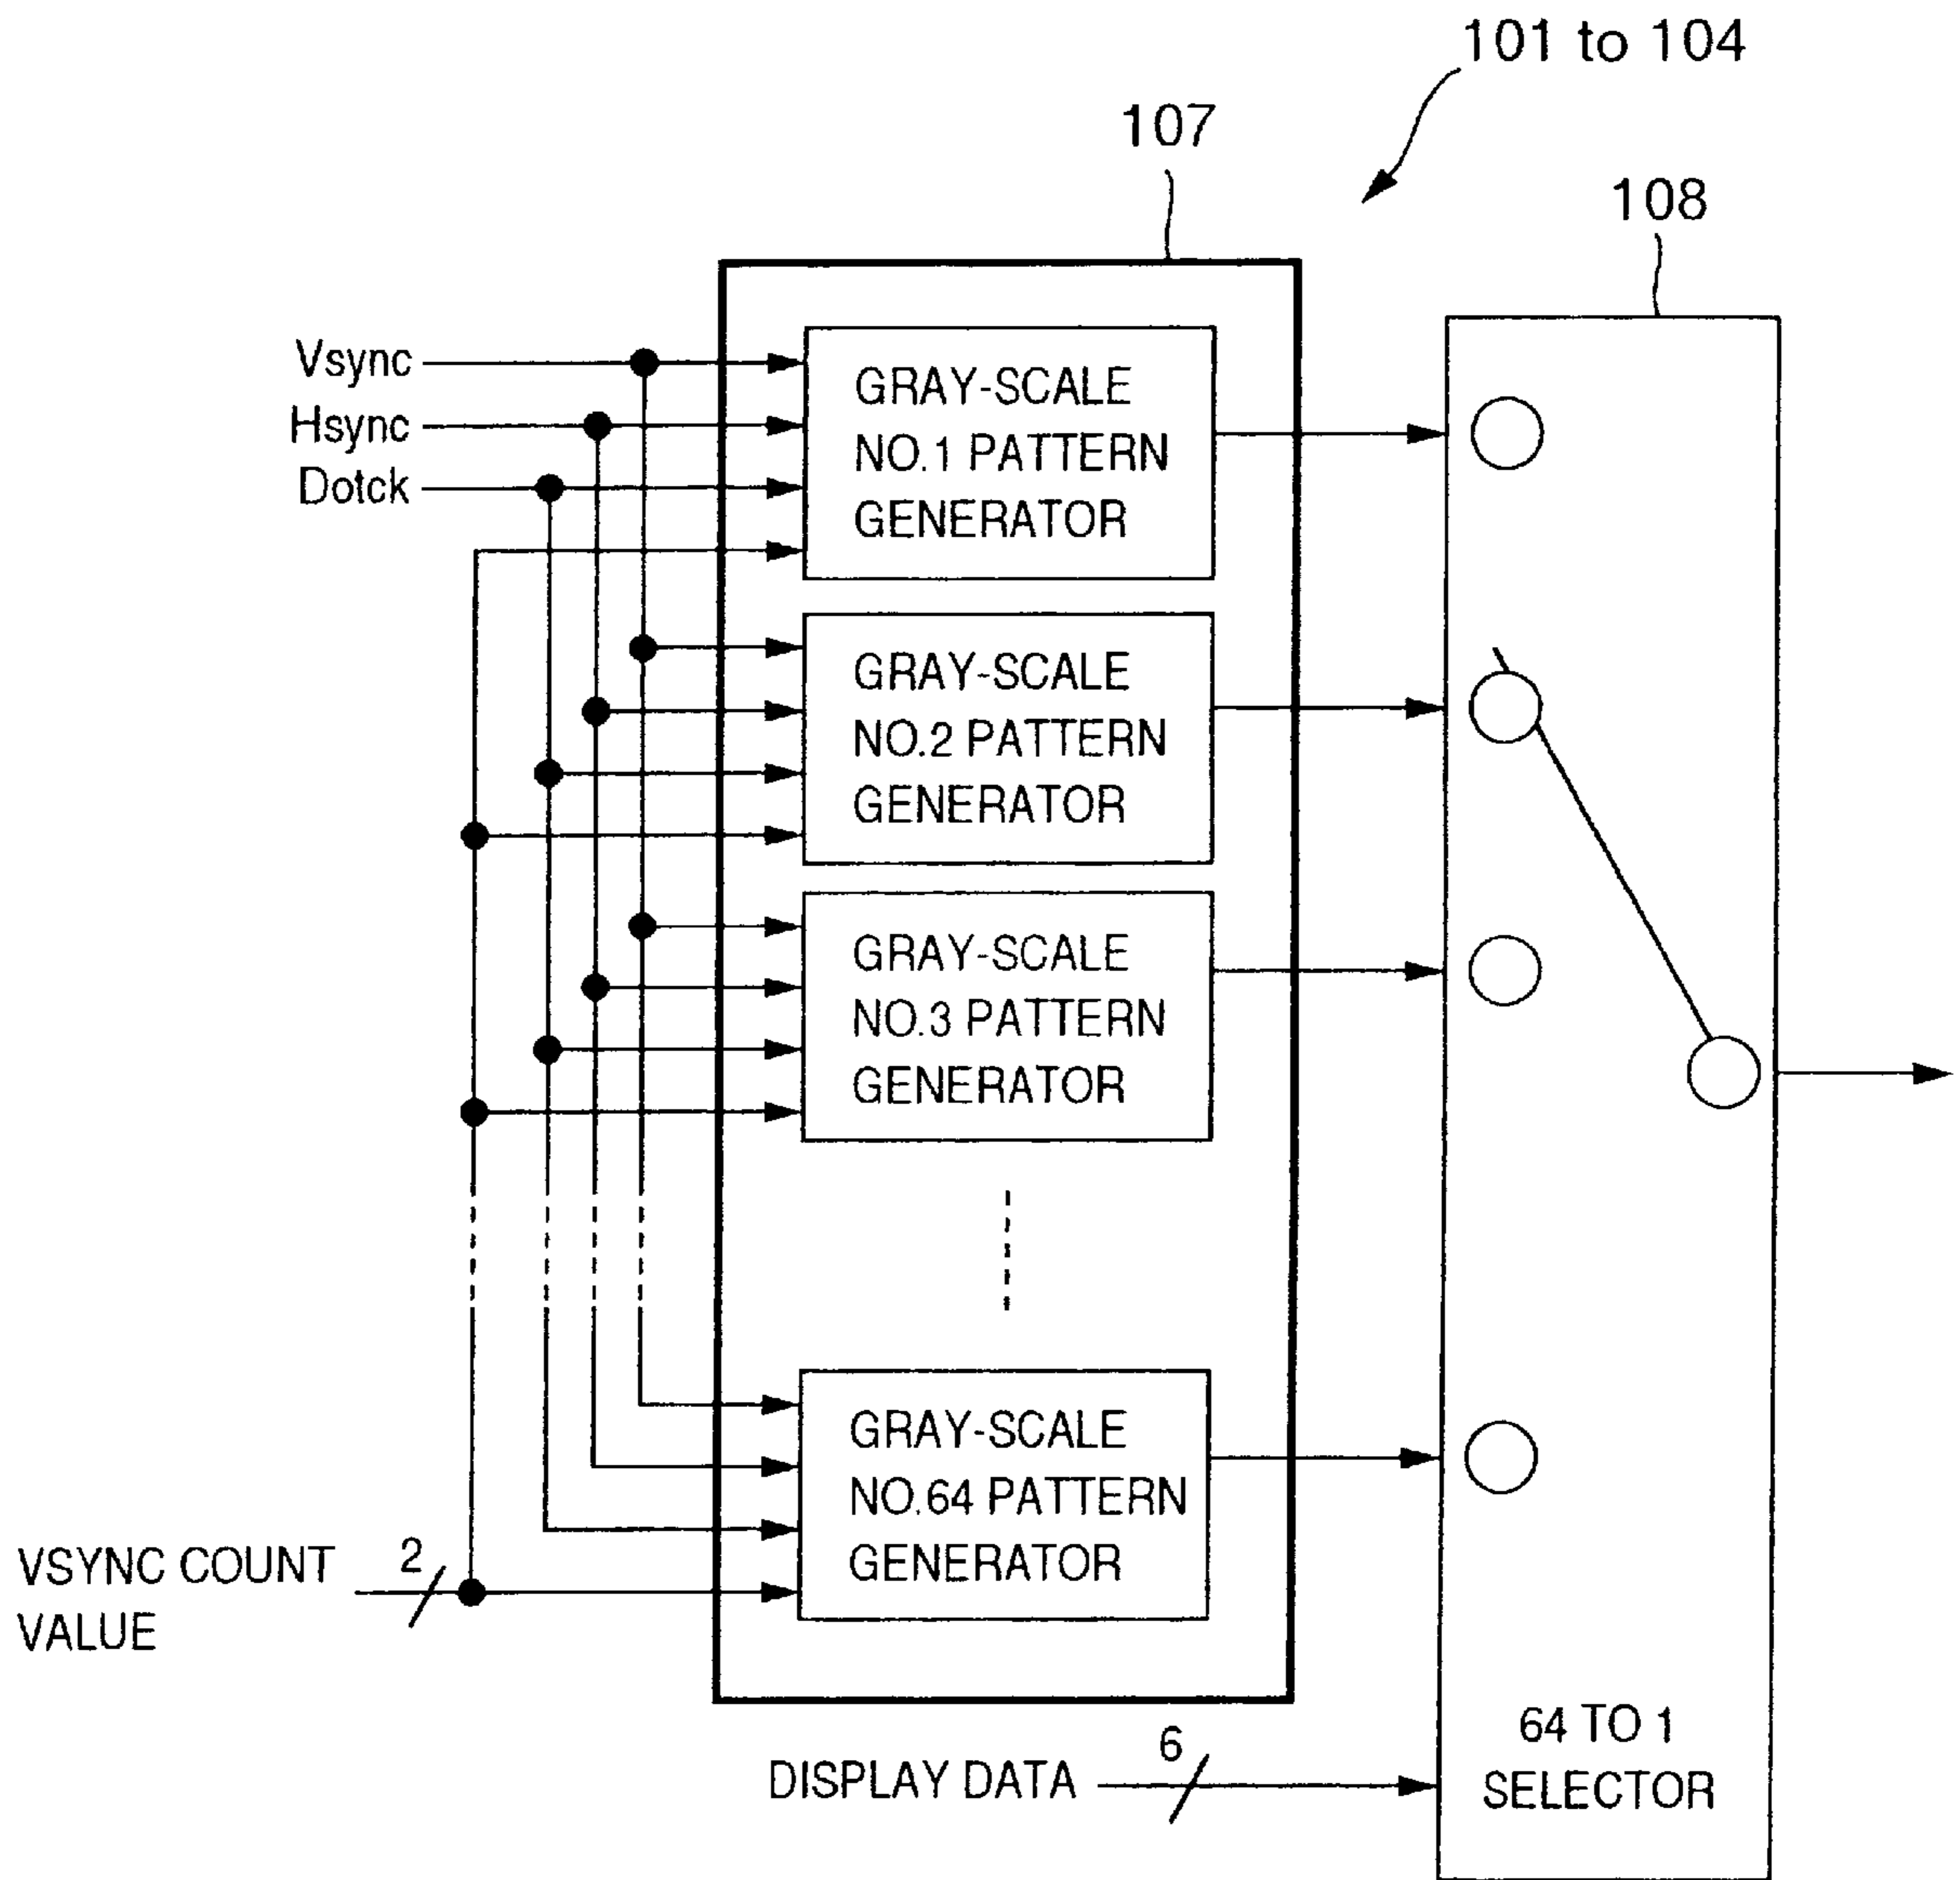 101 to 104
107
108
Vsync
Hsync
Dotck
GRAY-SCALE
NO.1 PATTERN
GENERATOR
GRAY-SCALE
NO.2 PATTERN
GENERATOR
GRAY-SCALE
NO.3 PATTERN
GENERATOR
GRAY-SCALE
NO.64 PATTERN
GENERATOR
VSYNC COUNT
VALUE
2
DISPLAY DATA
6
64 TO 1
SELECTOR